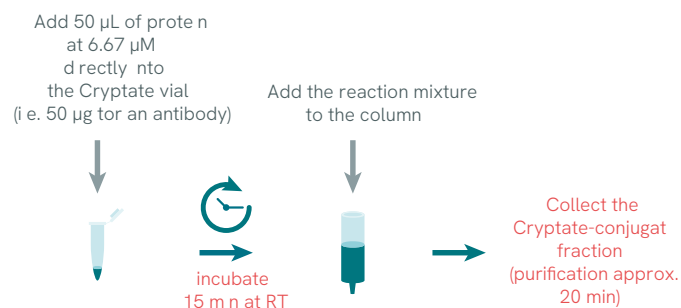 Add 50 µL of prote n
at 6.67 µM
d rectly nto
the Cryptate vial
(i e. 50 µg tor an antibody)
Add the reaction mixture
to the column
incubate
15 m n at RT
Collect the
Cryptate-conjugat
fraction
(purification approx.
20 min)